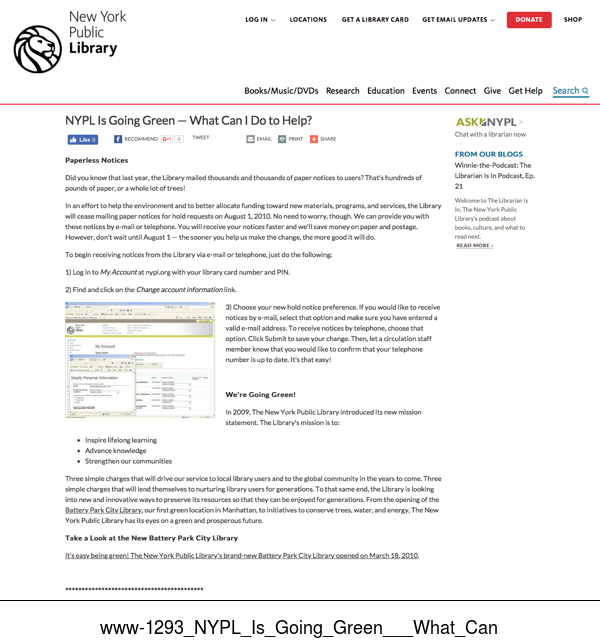 New York
Public
Library
LOG IN
LOCATIONS
GET A LIBRARY CARD
GET EMAIL UPDATES
DONATE
SHOP
Books/Music/DVDs Research Education Events Connect Give Get Help Search
NYPL Is Going Green — What Can I Do to Help?
Like 0
RECOMMEND
G+1 0
TWEET
EMAIL
PRINT
SHARE
Paperless Notices
Did you know that last year, the Library mailed thousands and thousands of paper notices to users? That's hundreds of
pounds of paper, or a whole lot of trees!
In an effort to help the environment and to better allocate funding toward new materials, programs, and services, the Library
will cease mailing paper notices for hold requests on August 1, 2010. No need to worry, though. We can provide you with
these notices by e-mail or telephone. You will receive your notices faster and we'll save money on paper and postage.
However, don't wait until August 1 — the sooner you help us make the change, the more good it will do.
To begin receiving notices from the Library via e-mail or telephone, just do the following:
1) Log in to My Account at nypl.org with your library card number and PIN.
2) Find and click on the Change account information link.
My Account
Modify Personal Information
3) Choose your new hold notice preference. If you would like to receive
notices by e-mail, select that option and make sure you have entered a
valid e-mail address. To receive notices by telephone, choose that
option. Click Submit to save your change. Then, let a circulation staff
member know that you would like to confirm that your telephone
number is up to date. It's that easy!
We're Going Green!
In 2009, The New York Public Library introduced its new mission
statement. The Library's mission is to:
• Inspire lifelong learning
• Advance knowledge
• Strengthen our communities
Three simple charges that will drive our service to local library users and to the global community in the years to come. Three
simple charges that will lend themselves to nurturing library users for generations. To that same end, the Library is looking
into new and innovative ways to preserve its resources so that they can be enjoyed for generations. From the opening of the
Battery Park City Library, our first green location in Manhattan, to initiatives to conserve trees, water, and energy, The New
York Public Library has its eyes on a green and prosperous future.
Take a Look at the New Battery Park City Library
It's easy being green! The New York Public Library's brand-new Battery Park City Library opened on March 18, 2010.
******************************************
ASK NYPL >
Chat with a librarian now
FROM OUR BLOGS
Winnie-the-Podcast: The
Librarian Is In Podcast, Ep.
21
Welcome to The Librarian Is
In, The New York Public
Library's podcast about
books, culture, and what to
read next.
READ MORE ›
www-1293_NYPL_Is_Going_Green___What_Can